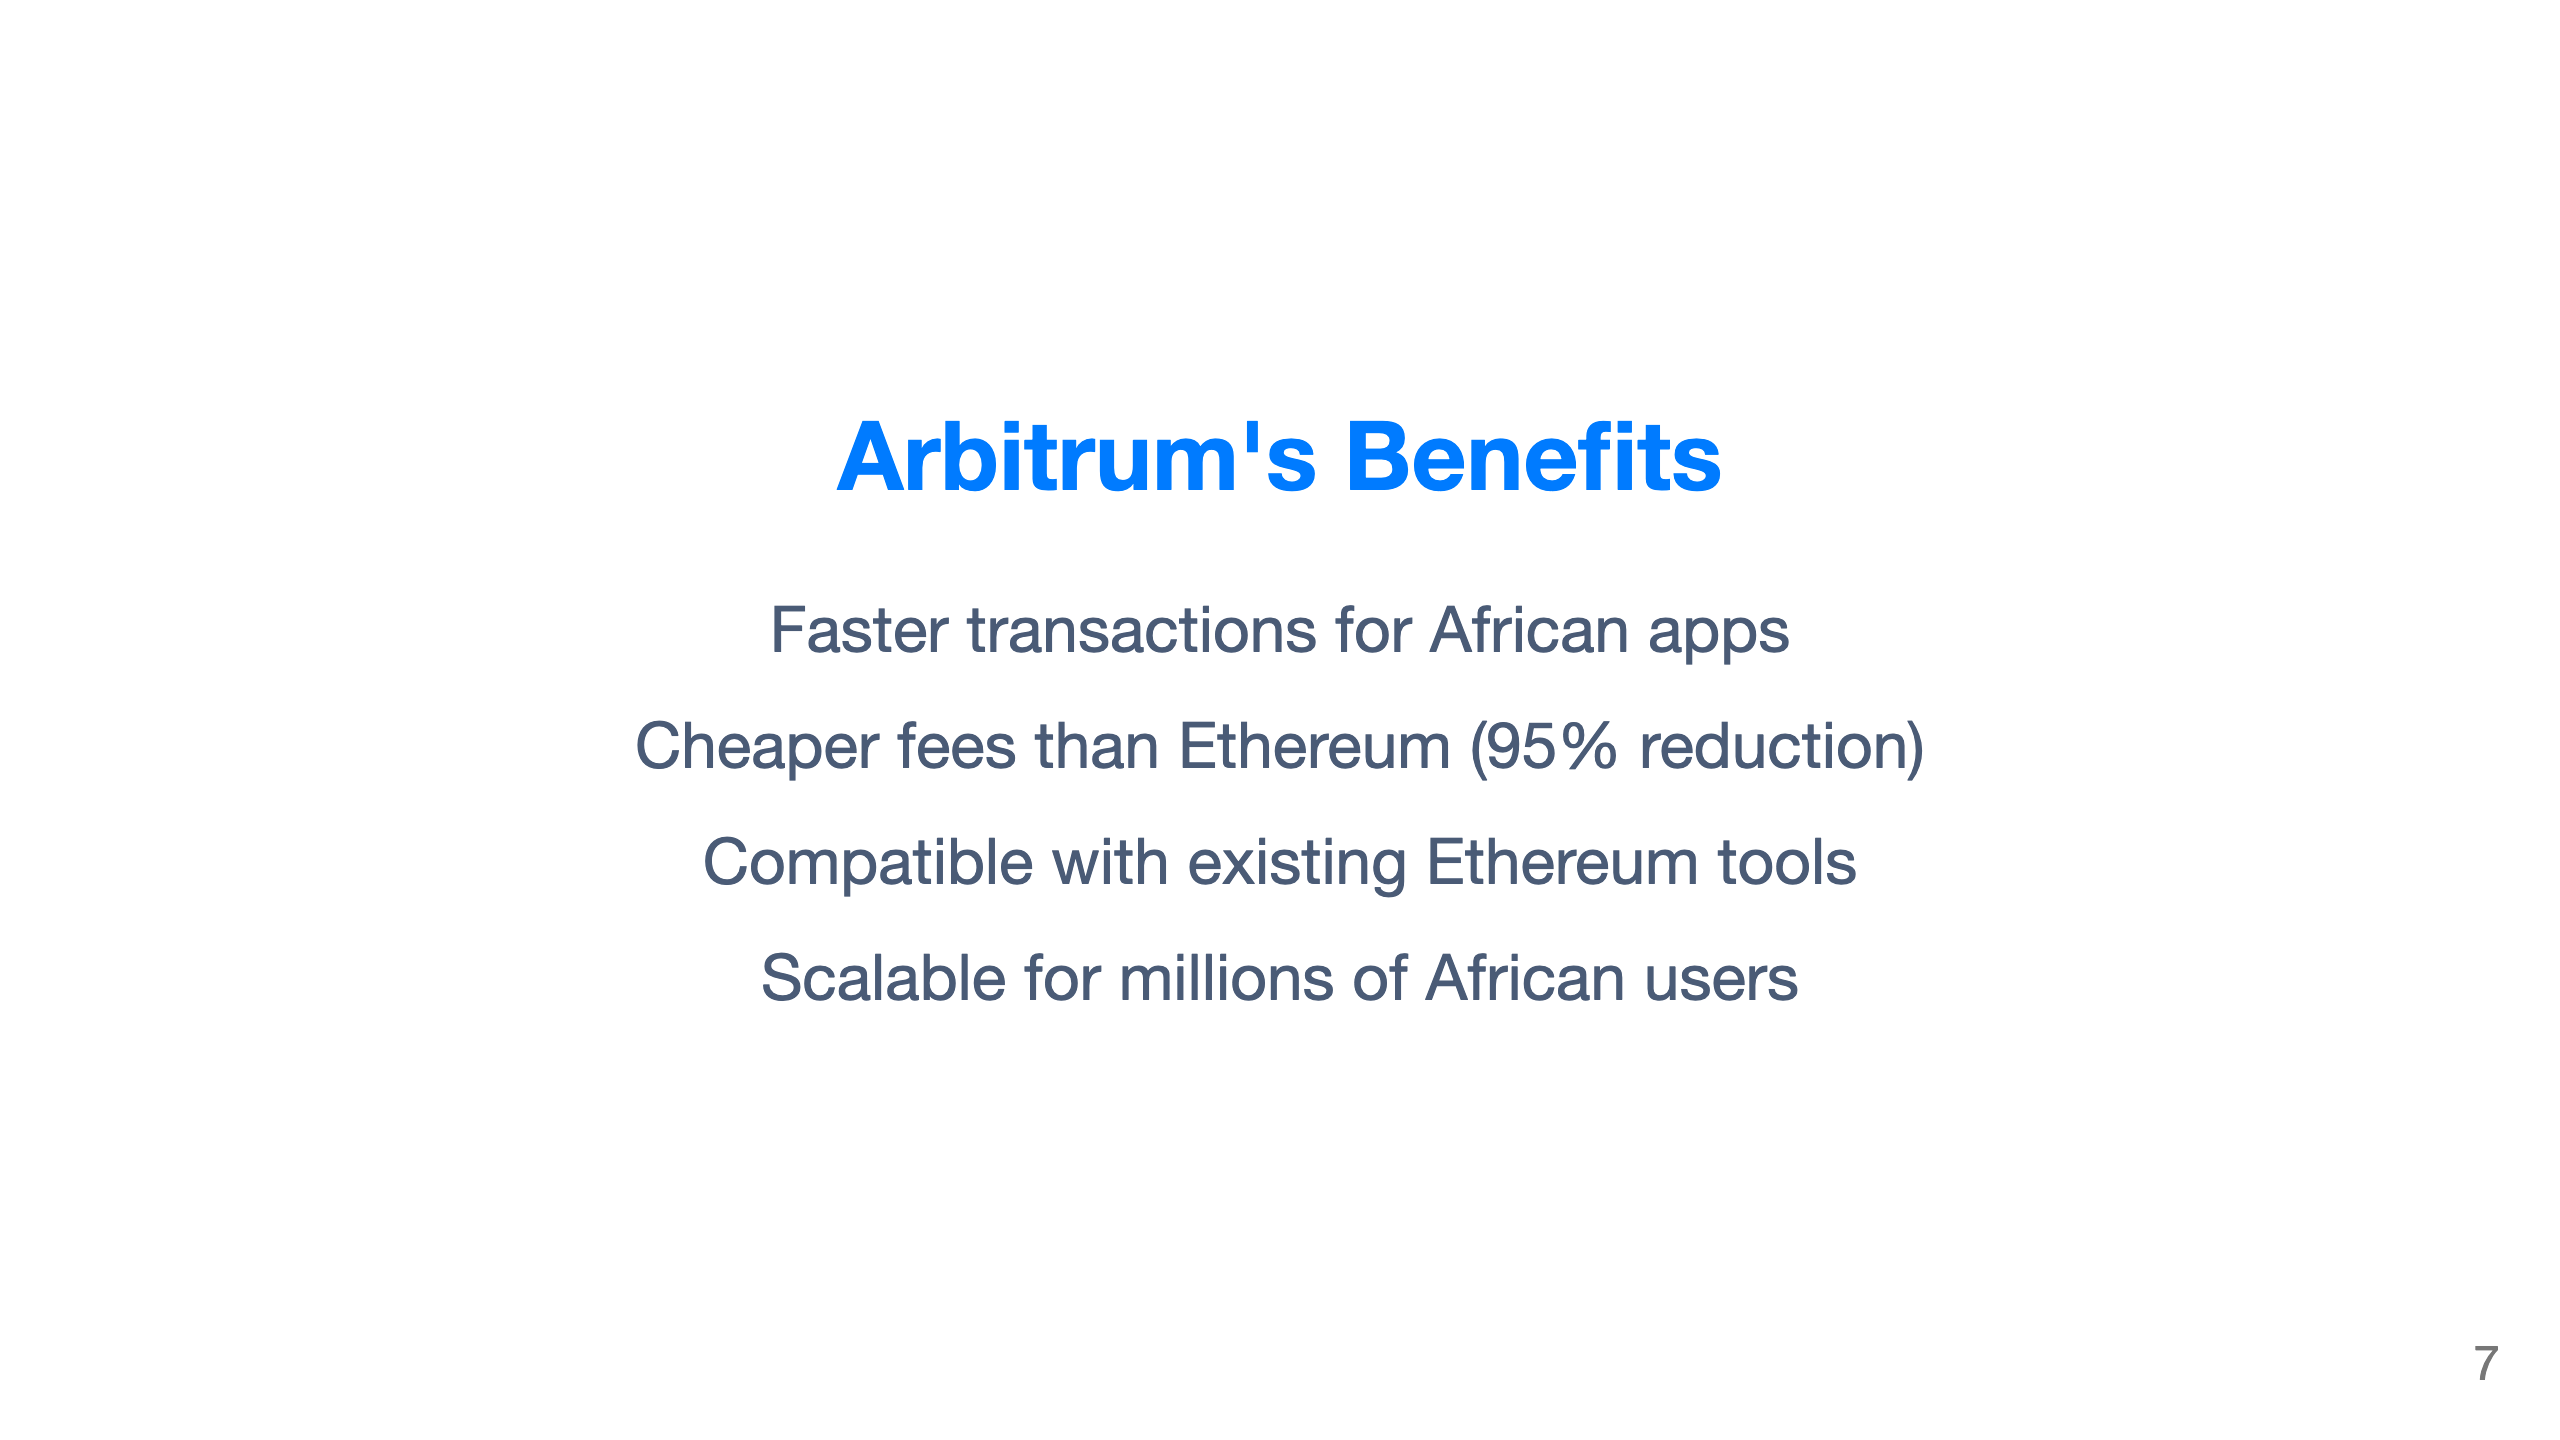 Arbitrum's Benefits
Faster transactions for African apps
Cheaper fees than Ethereum (95% reduction)
Compatible with existing Ethereum tools
Scalable for millions of African users
7